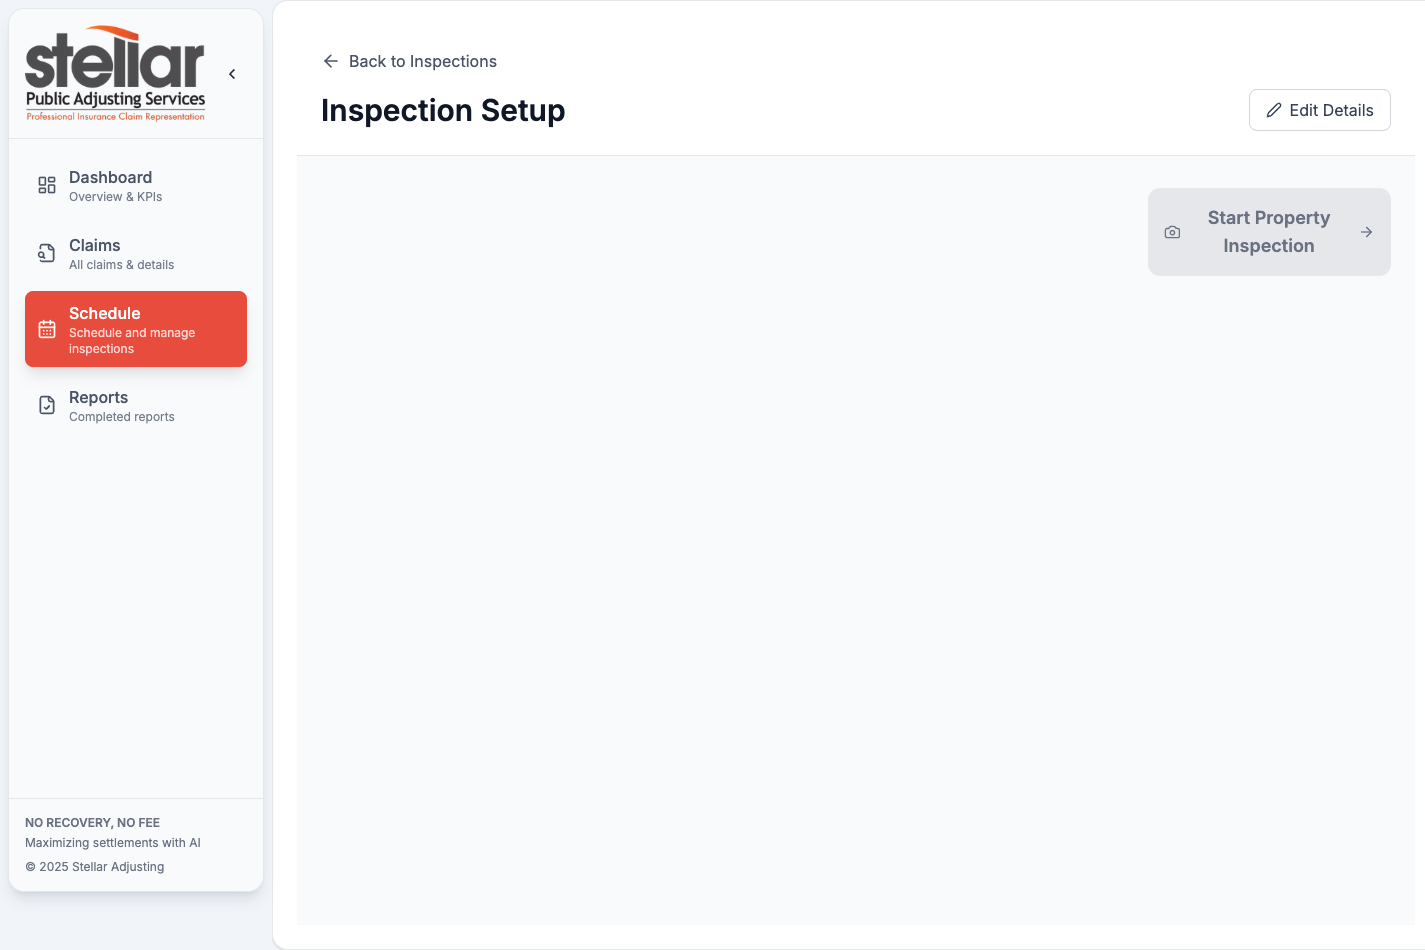 stellar
Public Adjusting Services
Professional Insurance Claim Representation
Dashboard
Overview & KPIs
Claims
All claims & details
Schedule
Schedule and manage
inspections
Reports
Completed reports
NO RECOVERY, NO FEE
Maximizing settlements with AI
© 2025 Stellar Adjusting
Back to Inspections
Inspection Setup
Edit Details
Start Property
Inspection